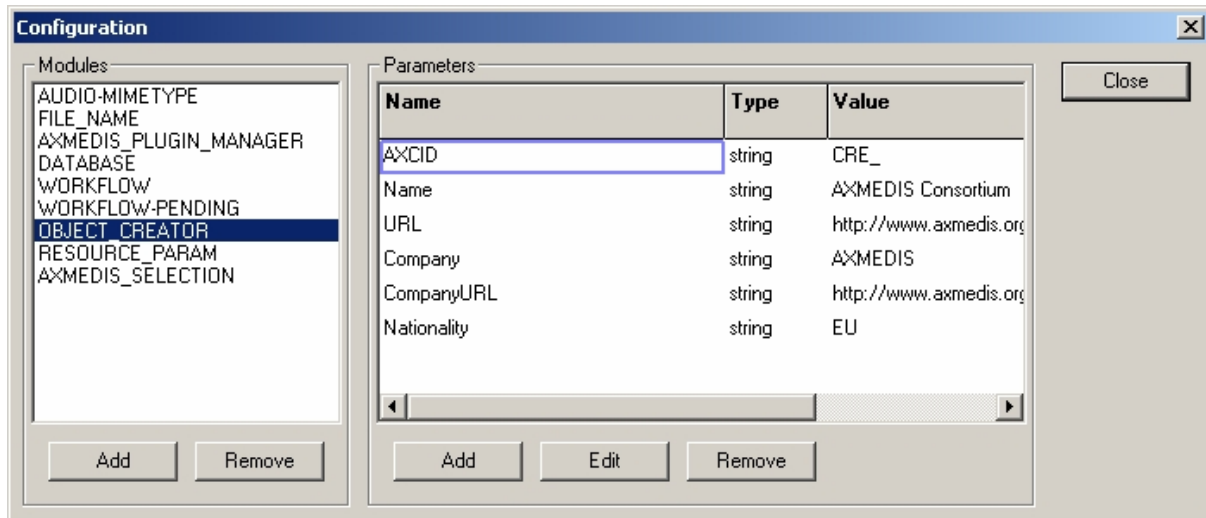 Configuration
Modules
AUDIO-MIMETYPE
FILE_NAME
AXMEDIS_PLUGIN_MANAGER
DATABASE
WORKFLOW
WORKFLOW-PENDING
OBJECT_CREATOR
RESOURCE_PARAM
AXMEDIS_SELECTION
Add Remove
Parameters
Name Type Value
AXCID string CRE_
Name string AXMEDIS Consortium
URL string http://www.axmedis.org
Company string AXMEDIS
CompanyURL string http://www.axmedis.org
Nationality string EU
Add Edit Remove
Close